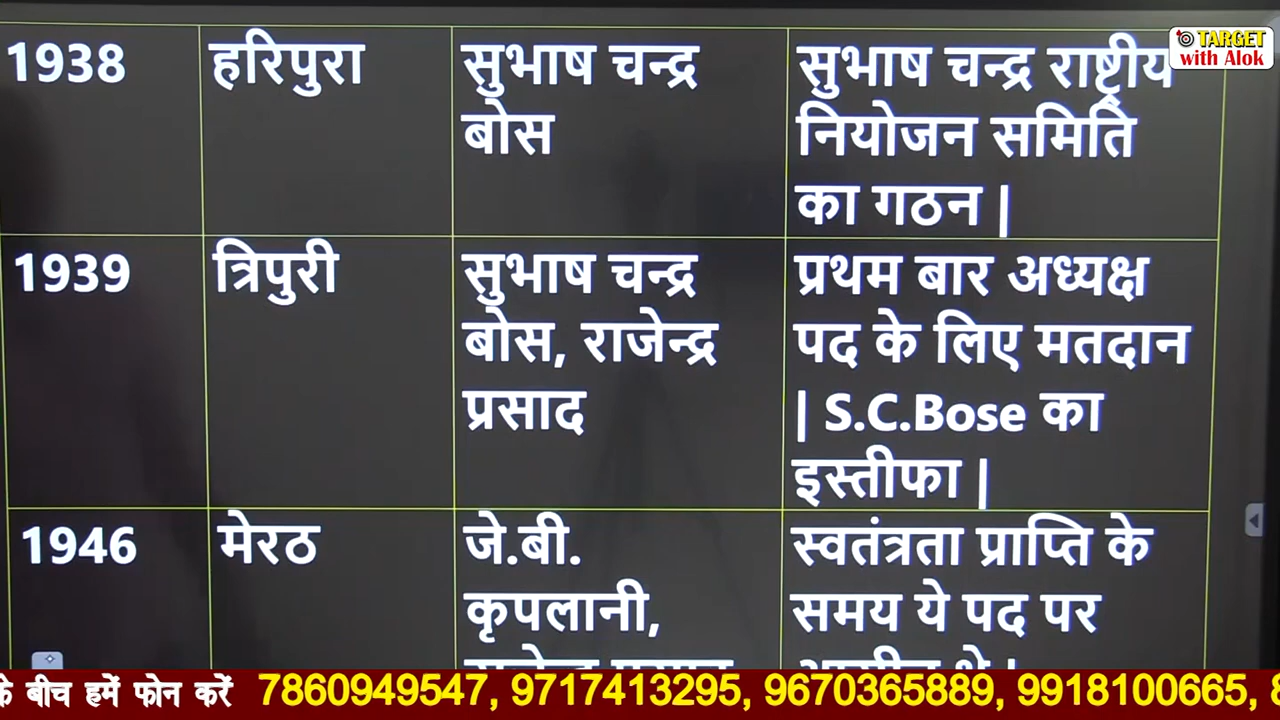 TARGET
with Alok
1938
हरिपुरा
सुभाष चन्द्र
बोस
सुभाष चन्द्र राष्ट्रीय
नियोजन समिति
का गठन |
1939
त्रिपुरी
सुभाष चन्द्र
बोस, राजेन्द्र
प्रसाद
प्रथम बार अध्यक्ष
पद के लिए मतदान
| S.C.Bose का
इस्तीफा |
1946
मेरठ
जे.बी.
कृपलानी,
स्वतंत्रता प्राप्ति के
समय ये पद पर
के बीच हमें फोन करें 7860949547, 9717413295, 9670365889, 9918100665,